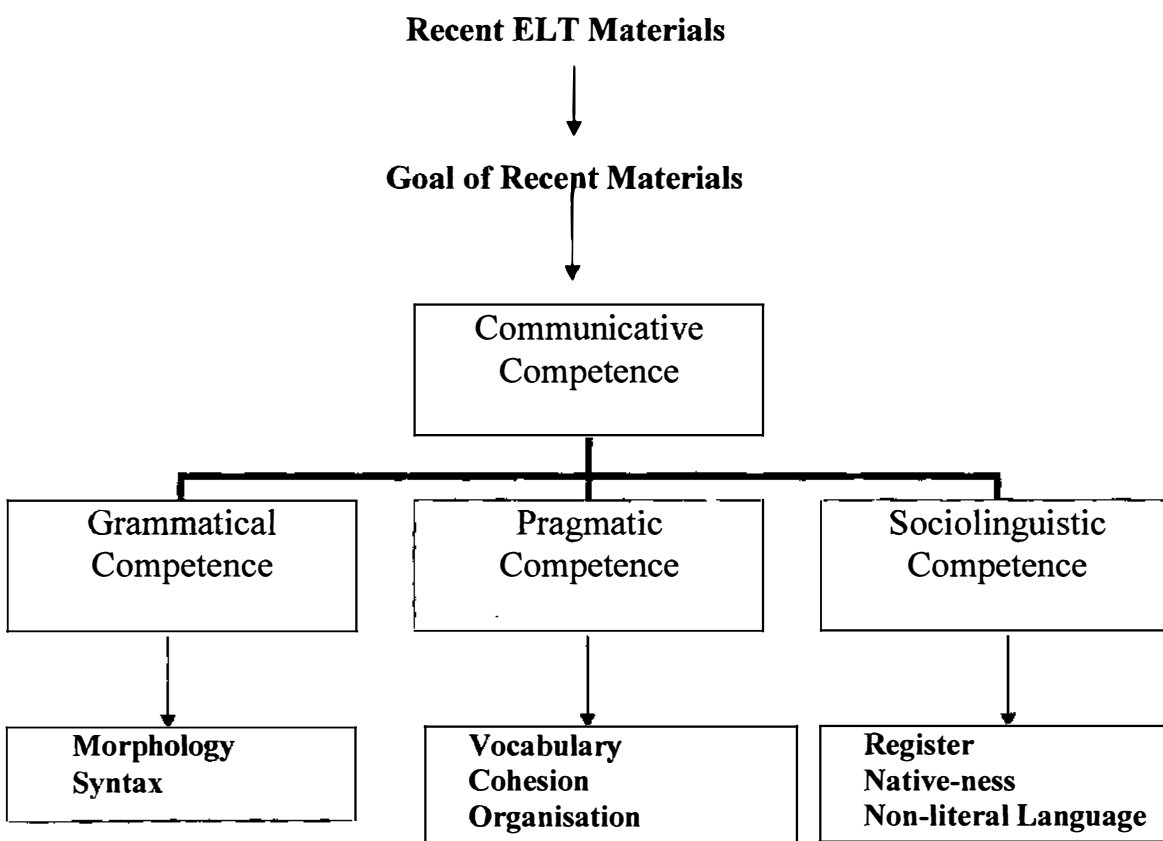 Recent ELT Materials
Goal of Recent Materials
Communicative
Competence
Grammatical
Competence
Pragmatic
Competence
Sociolinguistic
Competence
Morphology
Syntax
Vocabulary
Cohesion
Organisation
Register
Native-ness
Non-literal Language